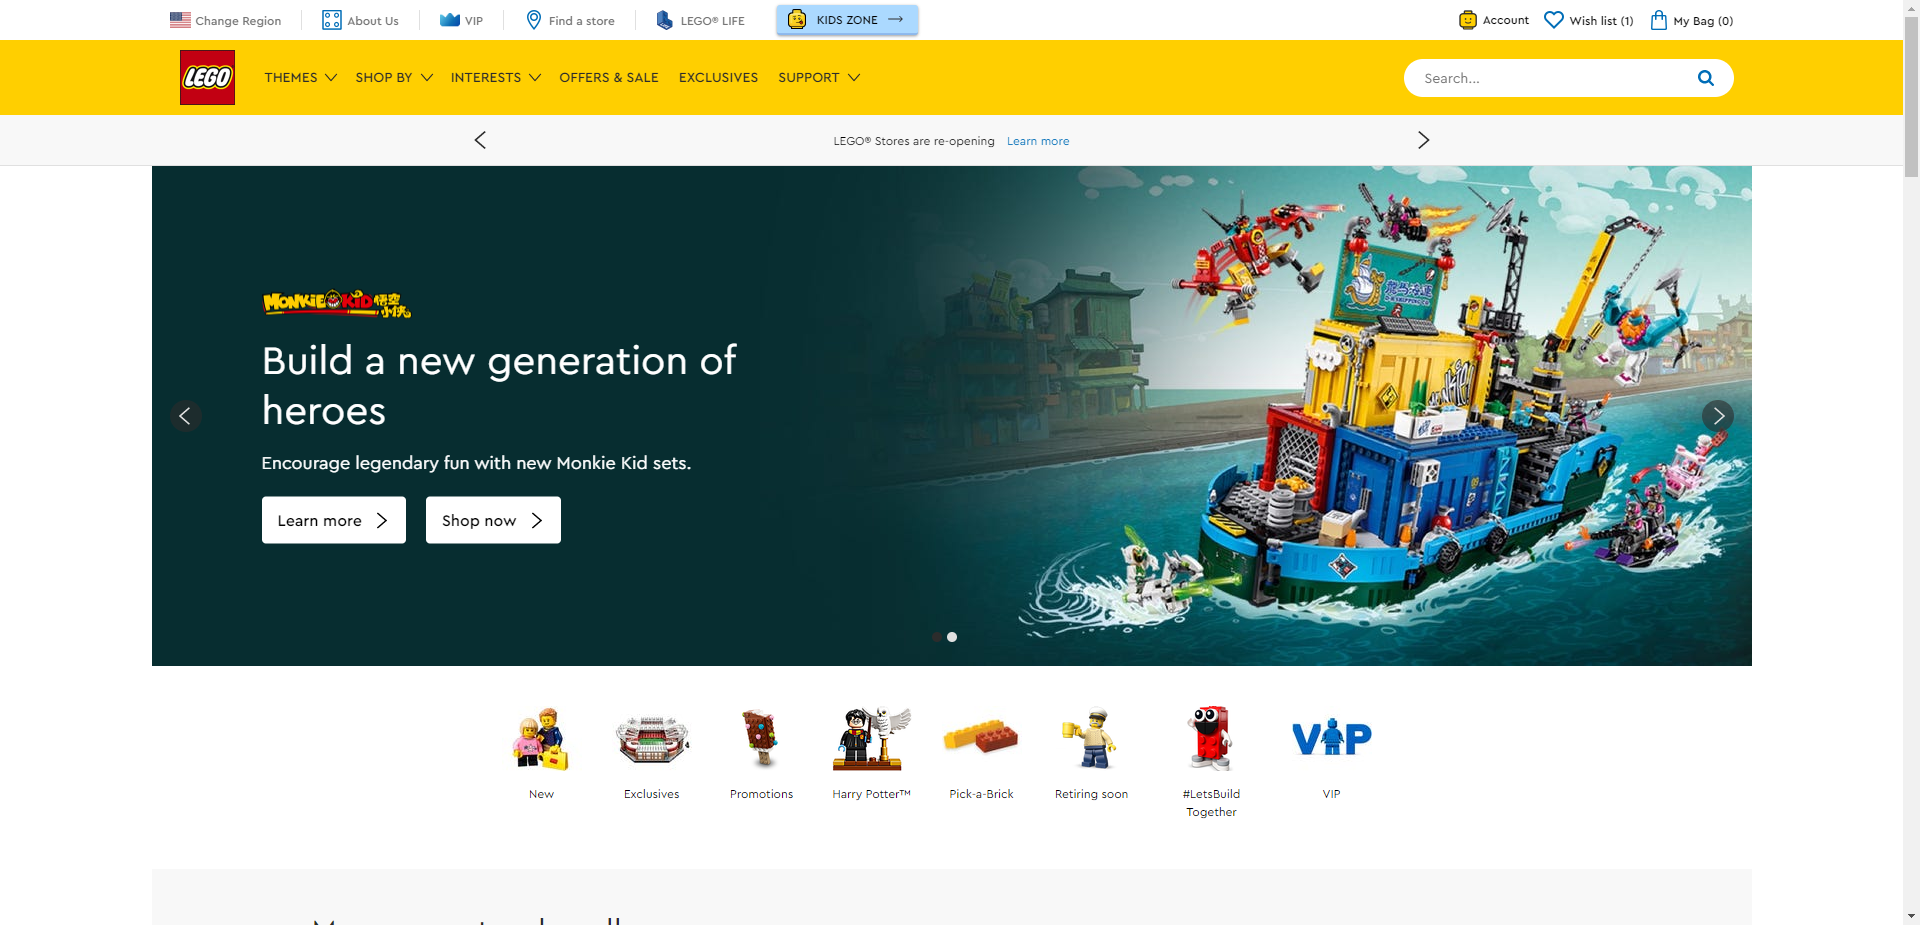 Change Region
About Us
VIP
Find a store
LEGO® LIFE
KIDS ZONE
Account
Wish list (1)
My Bag (0)
LEGO
THEMES
SHOP BY
INTERESTS
OFFERS & SALE
EXCLUSIVES
SUPPORT
Search...
LEGO® Stores are re-opening Learn more
MONKIE KID 悟空
小侠
Build a new generation of
heroes
Encourage legendary fun with new Monkie Kid sets.
Learn more
Shop now
New
Exclusives
Promotions
Harry Potter™
Pick-a-Brick
Retiring soon
#LetsBuild
Together
VIP
VIP